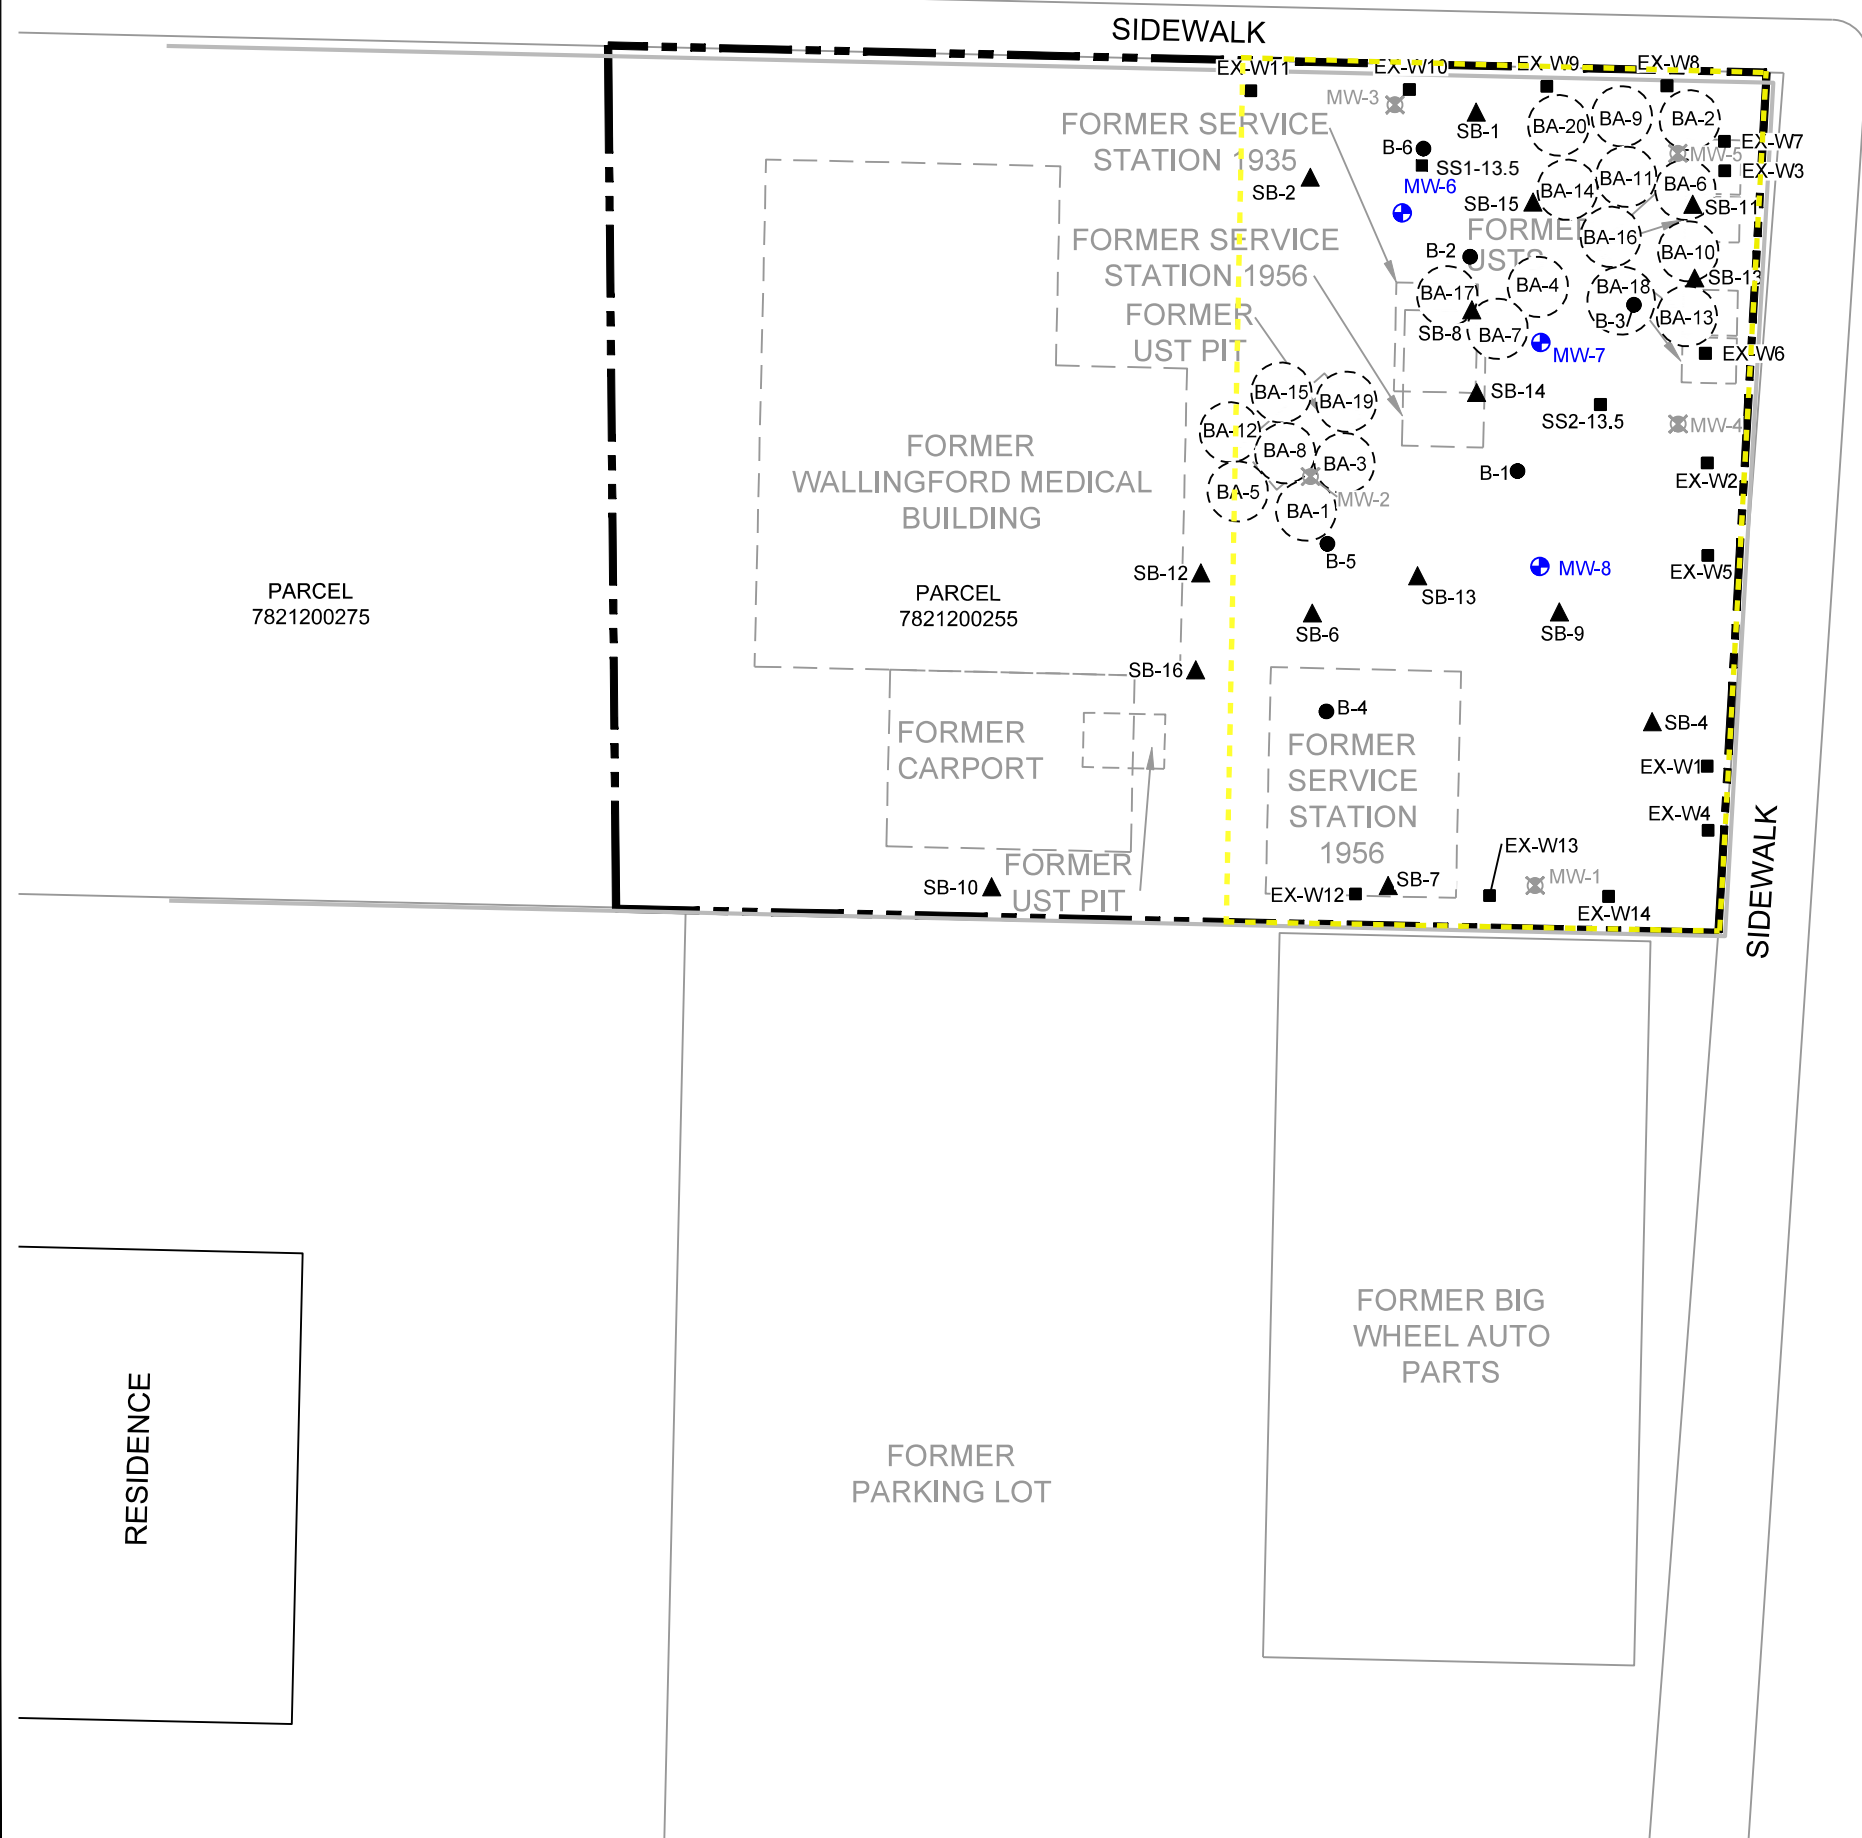 SIDEWALK
EX-W11
EX-W10
EX-W9
EX-W8
MW-3
FORMER SERVICE
STATION 1935
SB-1
BA-20
BA-9
BA-2
EX-W7
MW-5
EX-W3
B-6
SS1-13.5
MW-6
SB-2
SB-15
BA-14
BA-11
BA-6
SB-11
FORMER SERVICE
STATION 1956
FORMER
USTS
BA-16
BA-10
B-2
SB-13
BA-17
BA-4
BA-18
B-3
BA-13
FORMER
UST PIT
SB-8
BA-7
MW-7
EX-W6
BA-15
BA-19
SB-14
SS2-13.5
MW-4
BA-12
BA-8
BA-3
FORMER
WALLINGFORD MEDICAL
BUILDING
B-1
EX-W2
BA-5
MW-2
BA-1
B-5
SB-12
MW-8
EX-W5
PARCEL
7821200275
PARCEL
7821200255
SB-13
SB-6
SB-9
SB-16
B-4
SB-4
FORMER
CARPORT
FORMER
SERVICE
STATION
1956
EX-W1
EX-W4
SIDEWALK
EX-W13
FORMER
UST PIT
SB-10
SB-7
MW-1
EX-W12
EX-W14
FORMER BIG
WHEEL AUTO
PARTS
RESIDENCE
FORMER
PARKING LOT